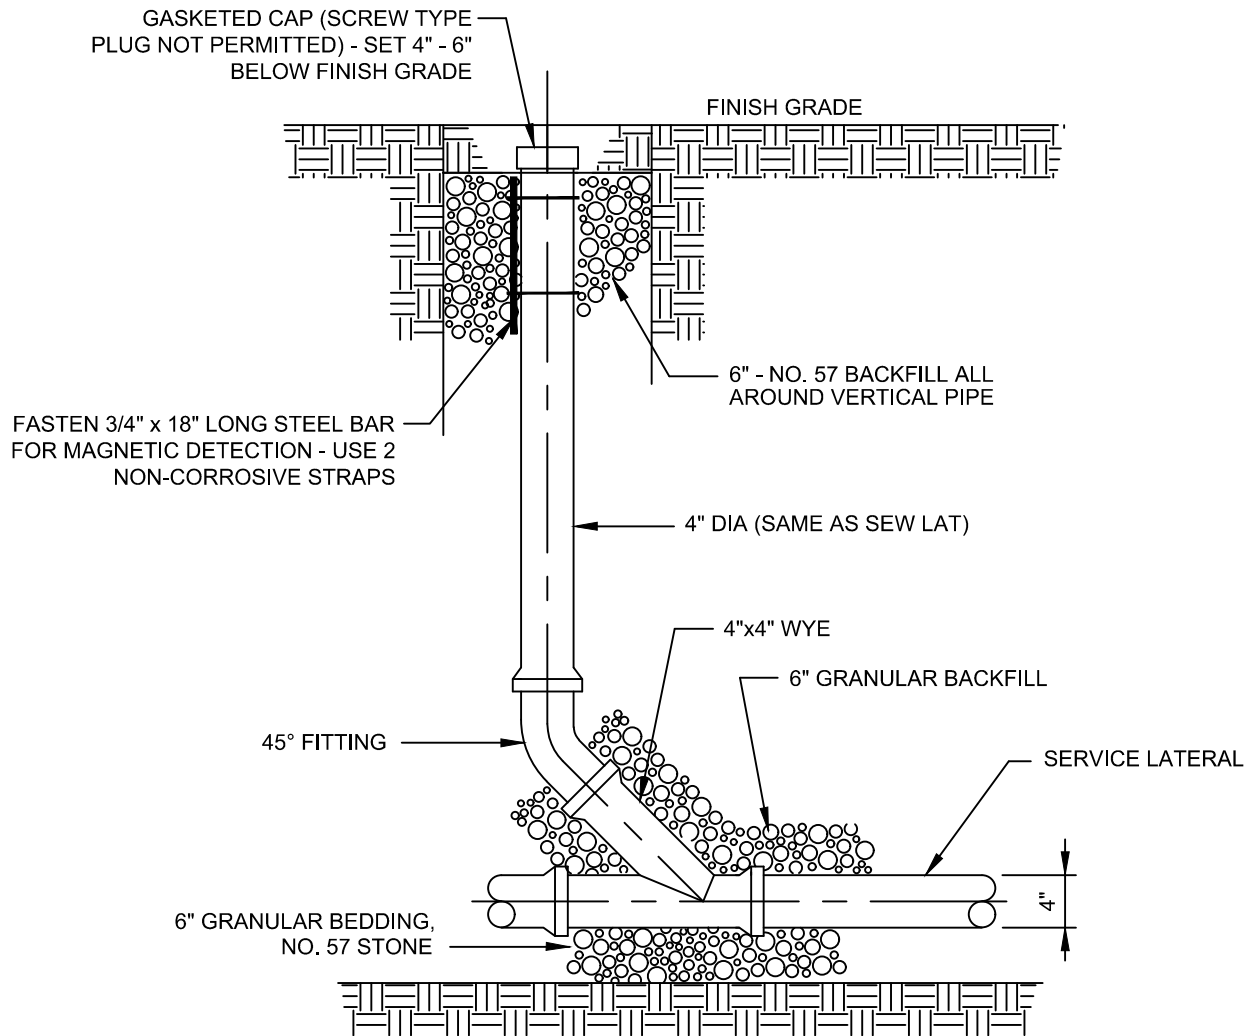 GASKETED CAP (SCREW TYPE
PLUG NOT PERMITTED) - SET 4" - 6"
BELOW FINISH GRADE
FINISH GRADE
6" - NO. 57 BACKFILL ALL
AROUND VERTICAL PIPE
FASTEN 3/4" x 18" LONG STEEL BAR
FOR MAGNETIC DETECTION - USE 2
NON-CORROSIVE STRAPS
4" DIA (SAME AS SEW LAT)
4"x4" WYE
6" GRANULAR BACKFILL
45° FITTING
SERVICE LATERAL
4"
6" GRANULAR BEDDING,
NO. 57 STONE